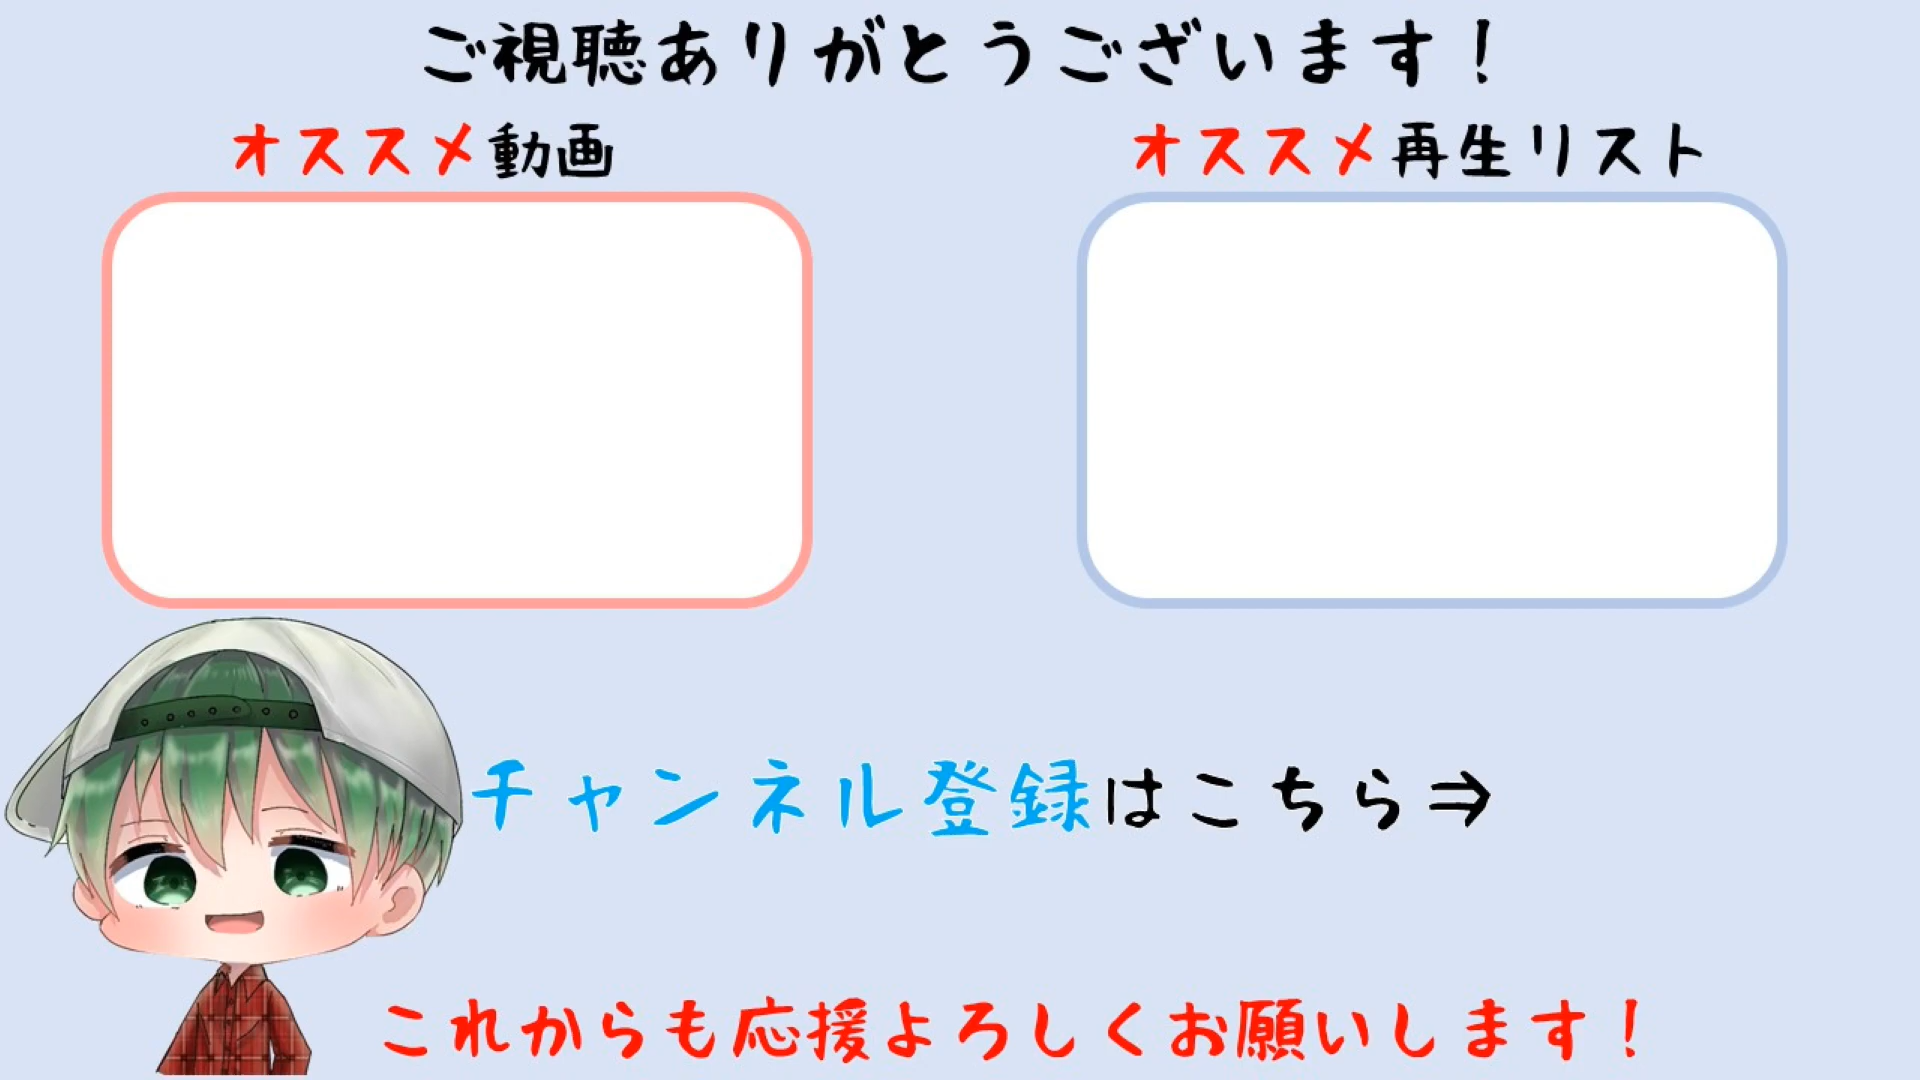 ご視聴ありがとうございます！
オススメ動画
オススメ再生リスト
チャンネル登録はこちら⇒
これからも応援よろしくお願いします！